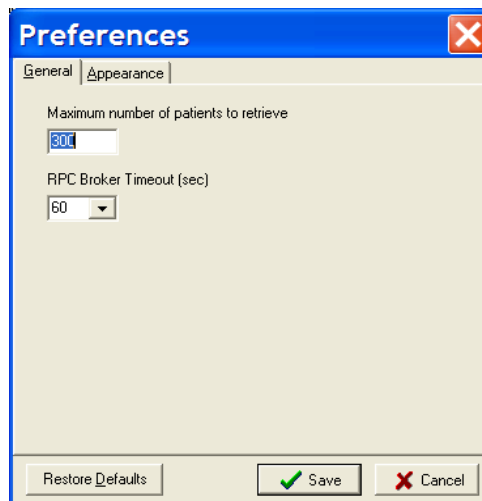 Preferences
General Appearance
Maximum number of patients to retrieve
300
RPC Broker Timeout (sec)
60
Restore Defaults Save Cancel